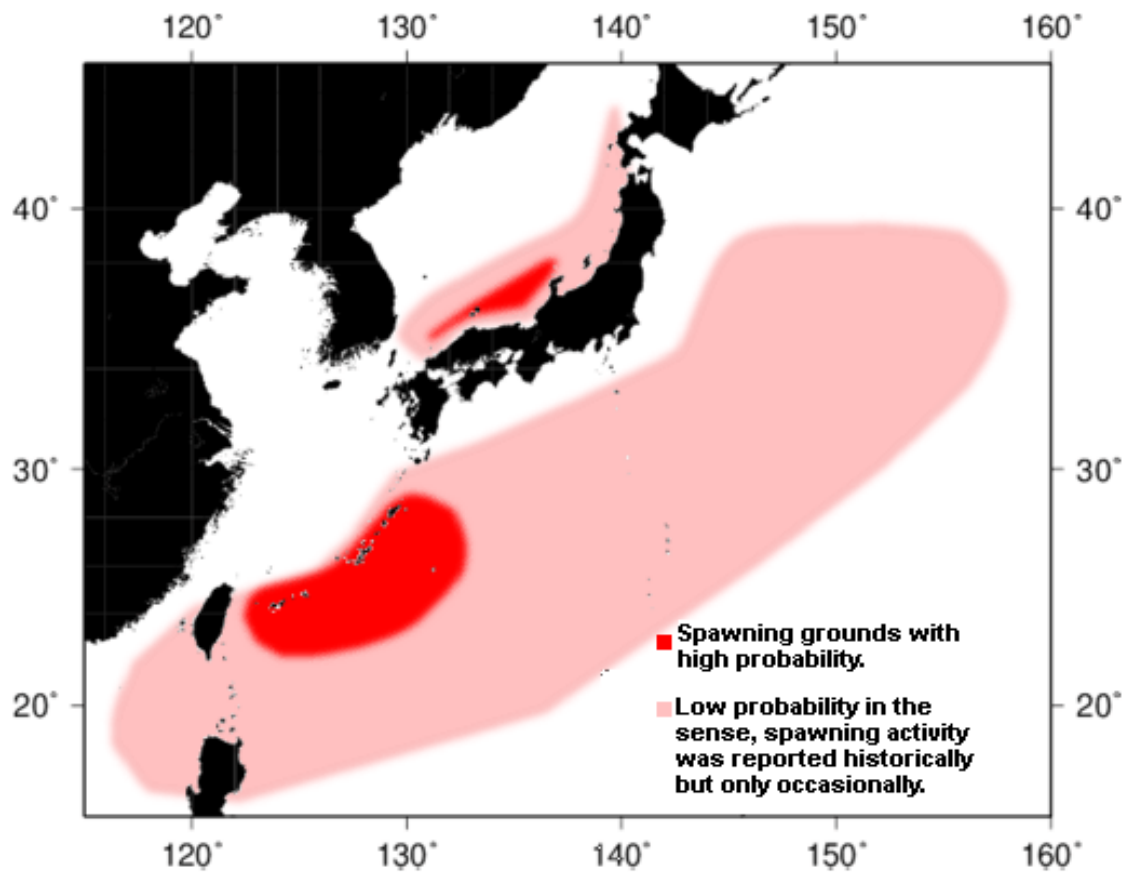 120° 130° 140° 150° 160°
40° 40°
30° 30°
Spawning grounds with
high probability.
20° 20°
Low probability in the
sense, spawning activity
was reported historically
but only occasionally.
120° 130° 140° 150° 160°